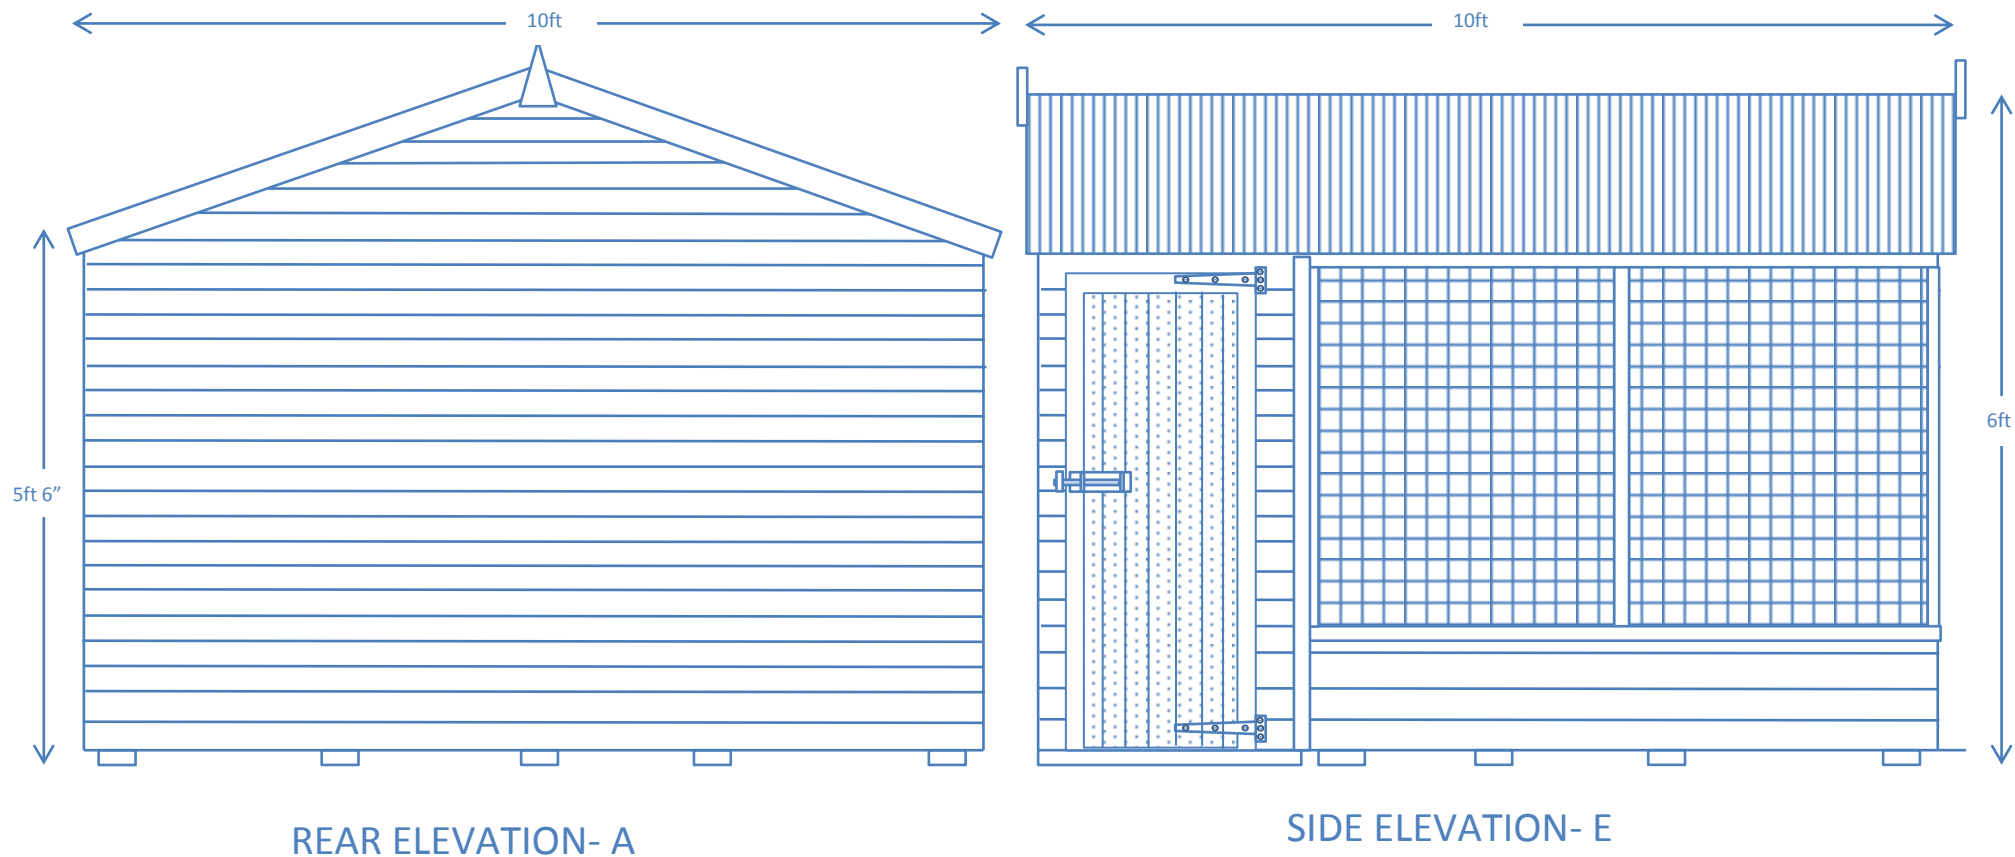 10ft
10ft
5ft 6”
6ft
REAR ELEVATION- A
SIDE ELEVATION- E